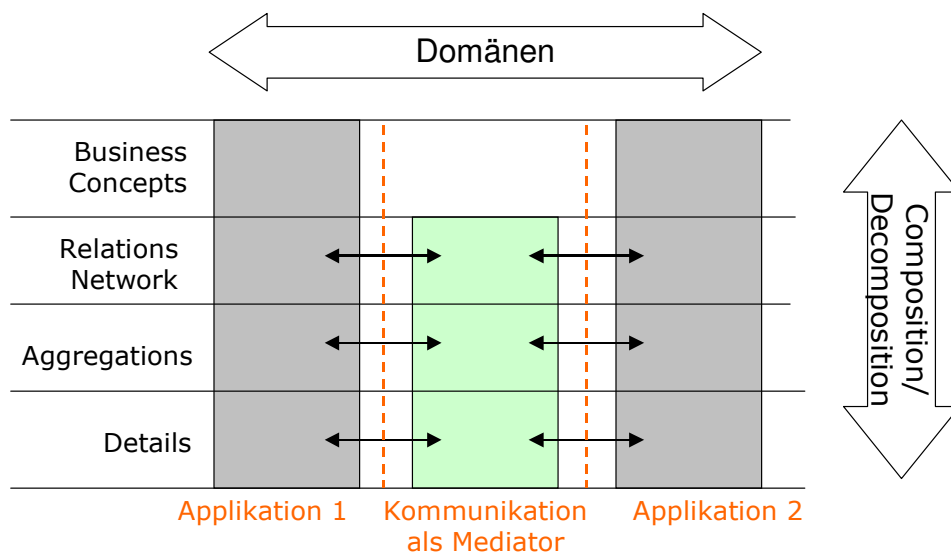 Domänen
Business
Concepts
Relations
Network
Aggregations
Details
Composition/
Decomposition
Applikation 1
Kommunikation
als Mediator
Applikation 2